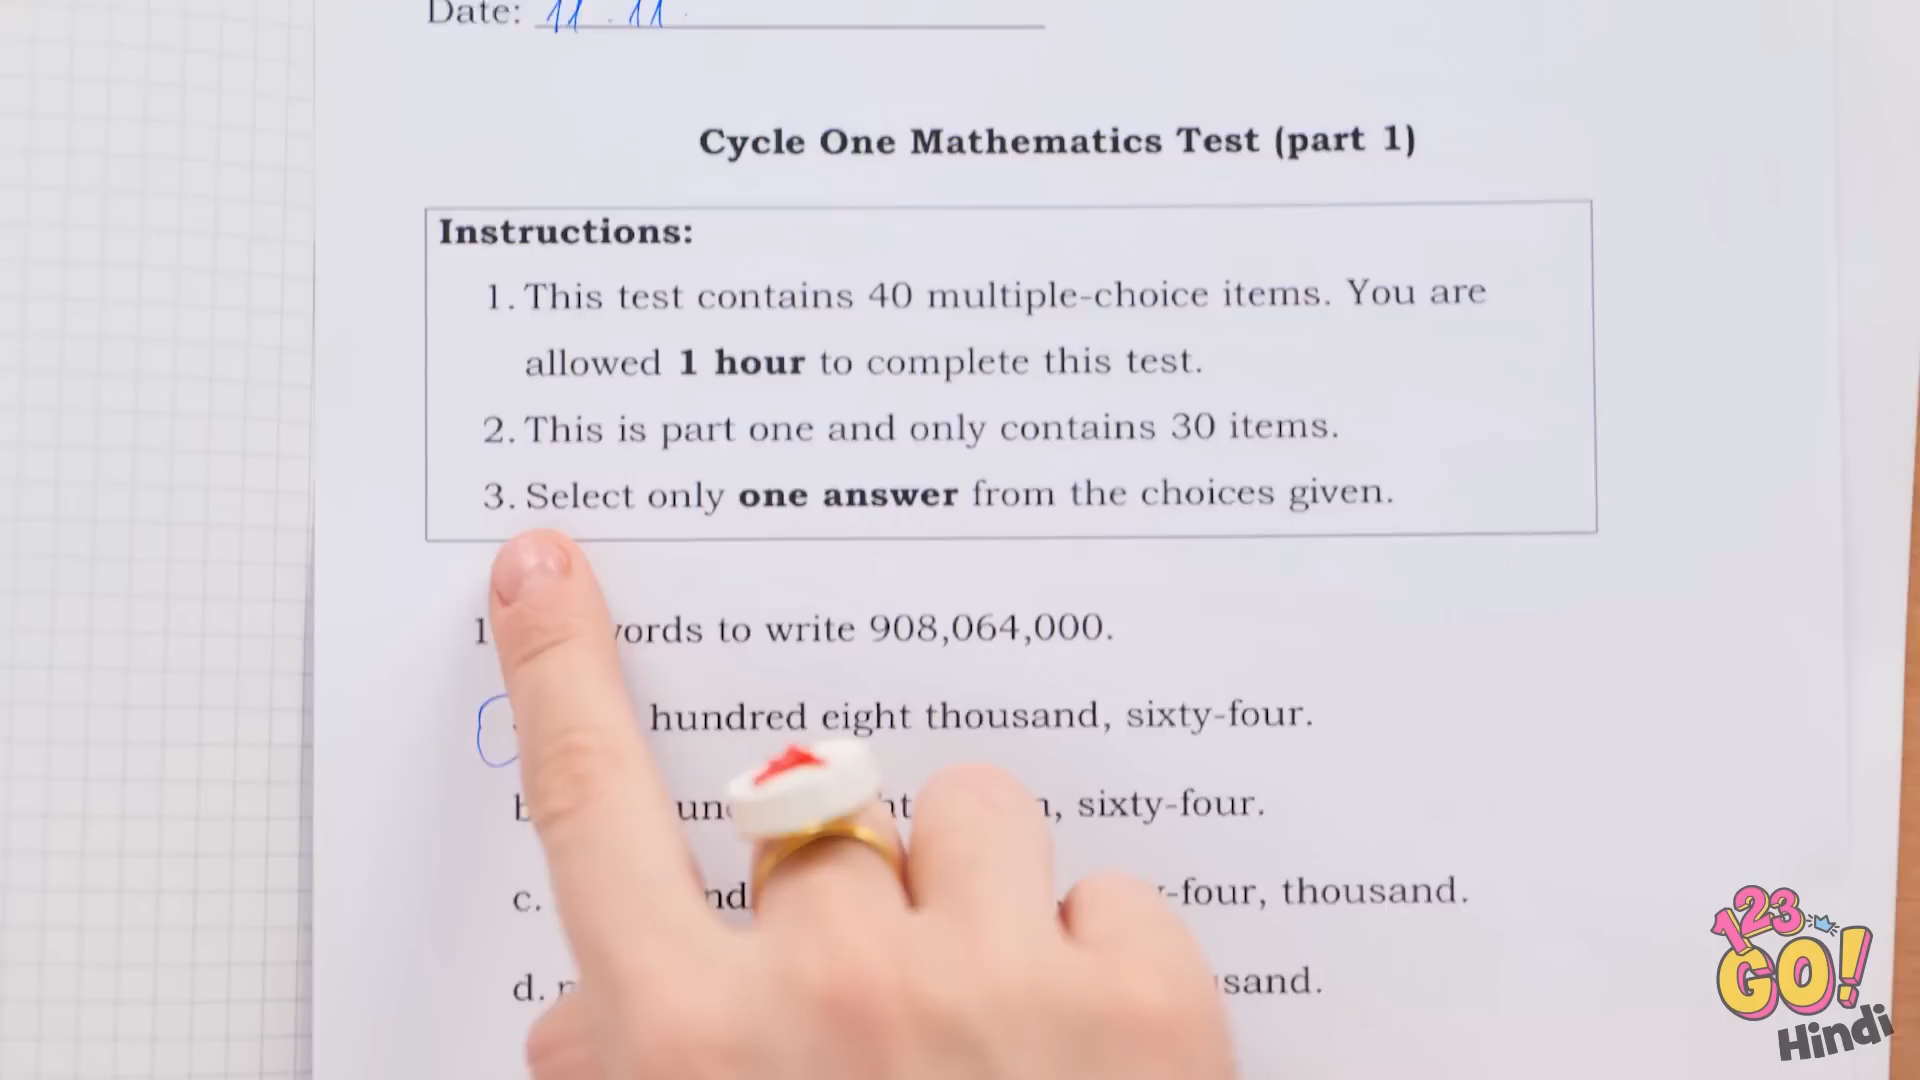 Date: 11.11.
Cycle One Mathematics Test (part 1)
Instructions:
1. This test contains 40 multiple-choice items. You are
allowed 1 hour to complete this test.
2. This is part one and only contains 30 items.
3. Select only one answer from the choices given.
1 to write 908,064,000.
hundred eight thousand, sixty-four.
sixty-four.
c. thousand.
d.
123 GO!
Hindi